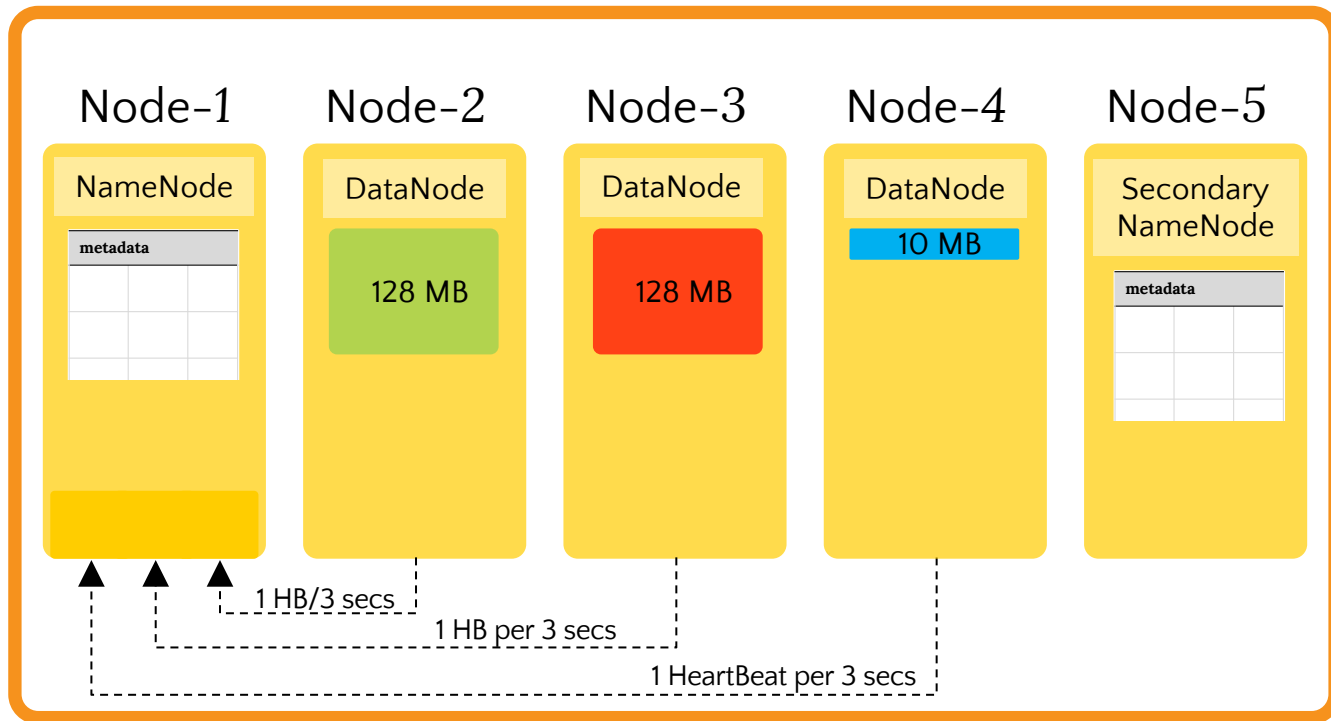 Node-1
Node-2
Node-3
Node-4
Node-5
NameNode
metadata
DataNode
128 MB
DataNode
128 MB
DataNode
10 MB
Secondary
NameNode
metadata
1 HB/3 secs
1 HB per 3 secs
1 HeartBeat per 3 secs